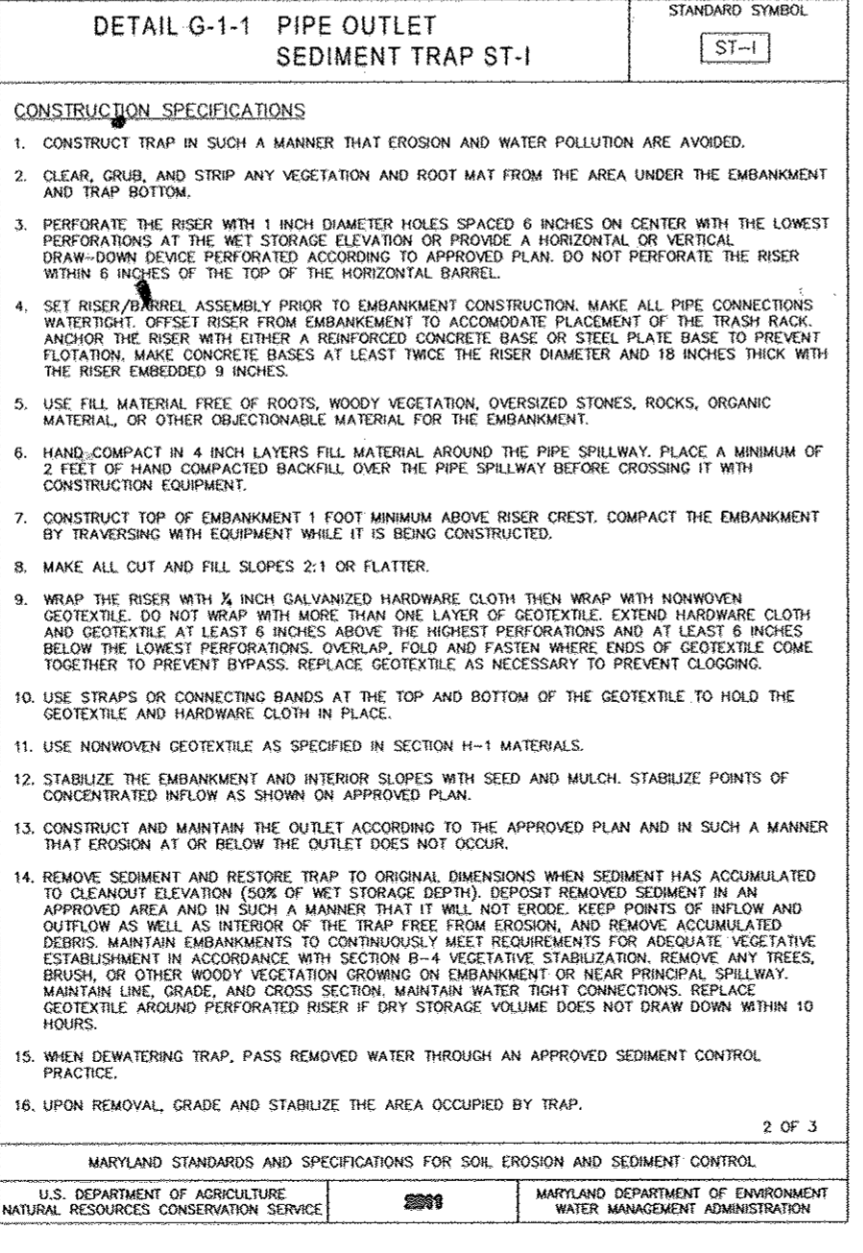 DETAIL G-1-1 PIPE OUTLET
SEDIMENT TRAP ST-I
STANDARD SYMBOL
ST-I
CONSTRUCTION SPECIFICATIONS
1. CONSTRUCT TRAP IN SUCH A MANNER THAT EROSION AND WATER POLLUTION ARE AVOIDED.
2. CLEAR, GRUB, AND STRIP ANY VEGETATION AND ROOT MAT FROM THE AREA UNDER THE EMBANKMENT
AND TRAP BOTTOM.
3. PERFORATE THE RISER WITH 1 INCH DIAMETER HOLES SPACED 6 INCHES ON CENTER WITH THE LOWEST
PERFORATIONS AT THE WET STORAGE ELEVATION OR PROVIDE A HORIZONTAL OR VERTICAL
DRAW-DOWN DEVICE PERFORATED ACCORDING TO APPROVED PLAN. DO NOT PERFORATE THE RISER
WITHIN 6 INCHES OF THE TOP OF THE HORIZONTAL BARREL.
4. SET RISER/BARREL ASSEMBLY PRIOR TO EMBANKMENT CONSTRUCTION. MAKE ALL PIPE CONNECTIONS
WATERTIGHT. OFFSET RISER FROM EMBANKEMENT TO ACCOMODATE PLACEMENT OF THE TRASH RACK.
ANCHOR THE RISER WITH EITHER A REINFORCED CONCRETE BASE OR STEEL PLATE BASE TO PREVENT
FLOTATION. MAKE CONCRETE BASES AT LEAST TWICE THE RISER DIAMETER AND 18 INCHES THICK WITH
THE RISER EMBEDDED 9 INCHES.
5. USE FILL MATERIAL FREE OF ROOTS, WOODY VEGETATION, OVERSIZED STONES, ROCKS, ORGANIC
MATERIAL, OR OTHER OBJECTIONABLE MATERIAL FOR THE EMBANKMENT.
6. HAND COMPACT IN 4 INCH LAYERS FILL MATERIAL AROUND THE PIPE SPILLWAY. PLACE A MINIMUM OF
2 FEET OF HAND COMPACTED BACKFILL OVER THE PIPE SPILLWAY BEFORE CROSSING IT WITH
CONSTRUCTION EQUIPMENT.
7. CONSTRUCT TOP OF EMBANKMENT 1 FOOT MINIMUM ABOVE RISER CREST. COMPACT THE EMBANKMENT
BY TRAVERSING WITH EQUIPMENT WHILE IT IS BEING CONSTRUCTED.
8. MAKE ALL CUT AND FILL SLOPES 2:1 OR FLATTER.
9. WRAP THE RISER WITH ¼ INCH GALVANIZED HARDWARE CLOTH THEN WRAP WITH NONWOVEN
GEOTEXTILE. DO NOT WRAP WITH MORE THAN ONE LAYER OF GEOTEXTILE. EXTEND HARDWARE CLOTH
AND GEOTEXTILE AT LEAST 6 INCHES ABOVE THE HIGHEST PERFORATIONS AND AT LEAST 6 INCHES
BELOW THE LOWEST PERFORATIONS. OVERLAP, FOLD AND FASTEN WHERE ENDS OF GEOTEXTILE COME
TOGETHER TO PREVENT BYPASS. REPLACE GEOTEXTILE AS NECESSARY TO PREVENT CLOGGING.
10. USE STRAPS OR CONNECTING BANDS AT THE TOP AND BOTTOM OF THE GEOTEXTILE TO HOLD THE
GEOTEXTILE AND HARDWARE CLOTH IN PLACE.
11. USE NONWOVEN GEOTEXTILE AS SPECIFIED IN SECTION H-1 MATERIALS.
12. STABILIZE THE EMBANKMENT AND INTERIOR SLOPES WITH SEED AND MULCH. STABILIZE POINTS OF
CONCENTRATED INFLOW AS SHOWN ON APPROVED PLAN.
13. CONSTRUCT AND MAINTAIN THE OUTLET ACCORDING TO THE APPROVED PLAN AND IN SUCH A MANNER
THAT EROSION AT OR BELOW THE OUTLET DOES NOT OCCUR.
14. REMOVE SEDIMENT AND RESTORE TRAP TO ORIGINAL DIMENSIONS WHEN SEDIMENT HAS ACCUMULATED
TO CLEANOUT ELEVATION (50% OF WET STORAGE DEPTH). DEPOSIT REMOVED SEDIMENT IN AN
APPROVED AREA AND IN SUCH A MANNER THAT IT WILL NOT ERODE. KEEP POINTS OF INFLOW AND
OUTFLOW AS WELL AS INTERIOR OF THE TRAP FREE FROM EROSION, AND REMOVE ACCUMULATED
DEBRIS. MAINTAIN EMBANKMENTS TO CONTINUOUSLY MEET REQUIREMENTS FOR ADEQUATE VEGETATIVE
ESTABLISHMENT IN ACCORDANCE WITH SECTION B-4 VEGETATIVE STABILIZATION. REMOVE ANY TREES,
BRUSH, OR OTHER WOODY VEGETATION GROWING ON EMBANKMENT OR NEAR PRINCIPAL SPILLWAY.
MAINTAIN LINE, GRADE, AND CROSS SECTION. MAINTAIN WATER TIGHT CONNECTIONS. REPLACE
GEOTEXTILE AROUND PERFORATED RISER IF DRY STORAGE VOLUME DOES NOT DRAW DOWN WITHIN 10
HOURS.
15. WHEN DEWATERING TRAP, PASS REMOVED WATER THROUGH AN APPROVED SEDIMENT CONTROL
PRACTICE.
16. UPON REMOVAL, GRADE AND STABILIZE THE AREA OCCUPIED BY TRAP.
2 OF 3
MARYLAND STANDARDS AND SPECIFICATIONS FOR SOIL EROSION AND SEDIMENT CONTROL
U.S. DEPARTMENT OF AGRICULTURE
NATURAL RESOURCES CONSERVATION SERVICE
MARYLAND DEPARTMENT OF ENVIRONMENT
WATER MANAGEMENT ADMINISTRATION